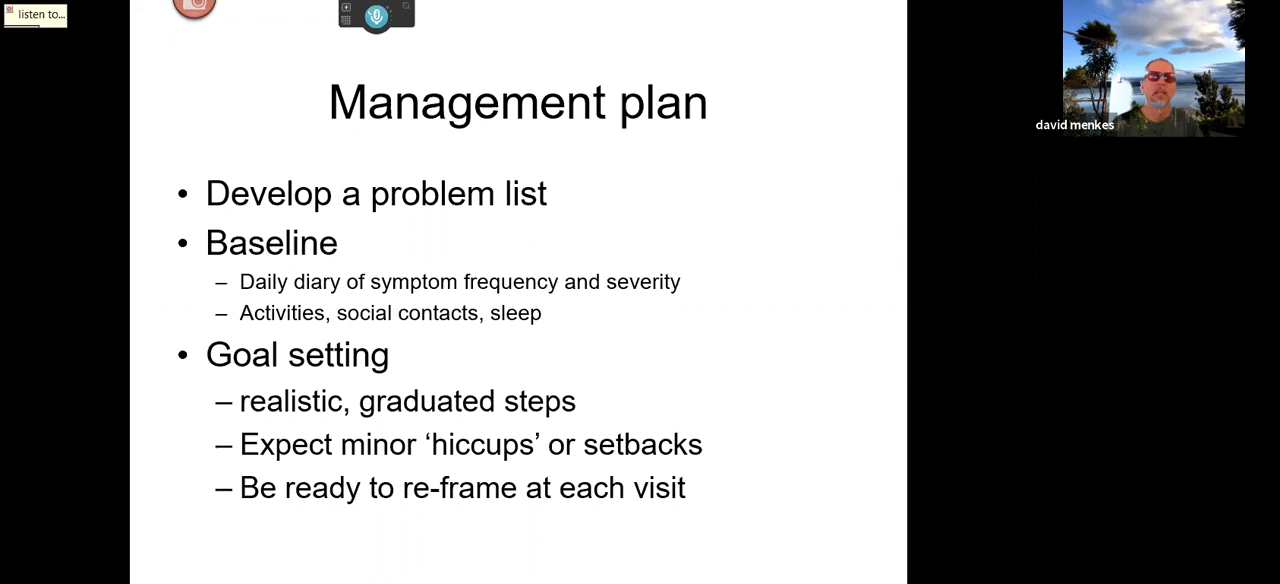 listen to...
Management plan
• Develop a problem list
• Baseline
– Daily diary of symptom frequency and severity
– Activities, social contacts, sleep
• Goal setting
– realistic, graduated steps
– Expect minor ‘hiccups’ or setbacks
– Be ready to re-frame at each visit
david menkes